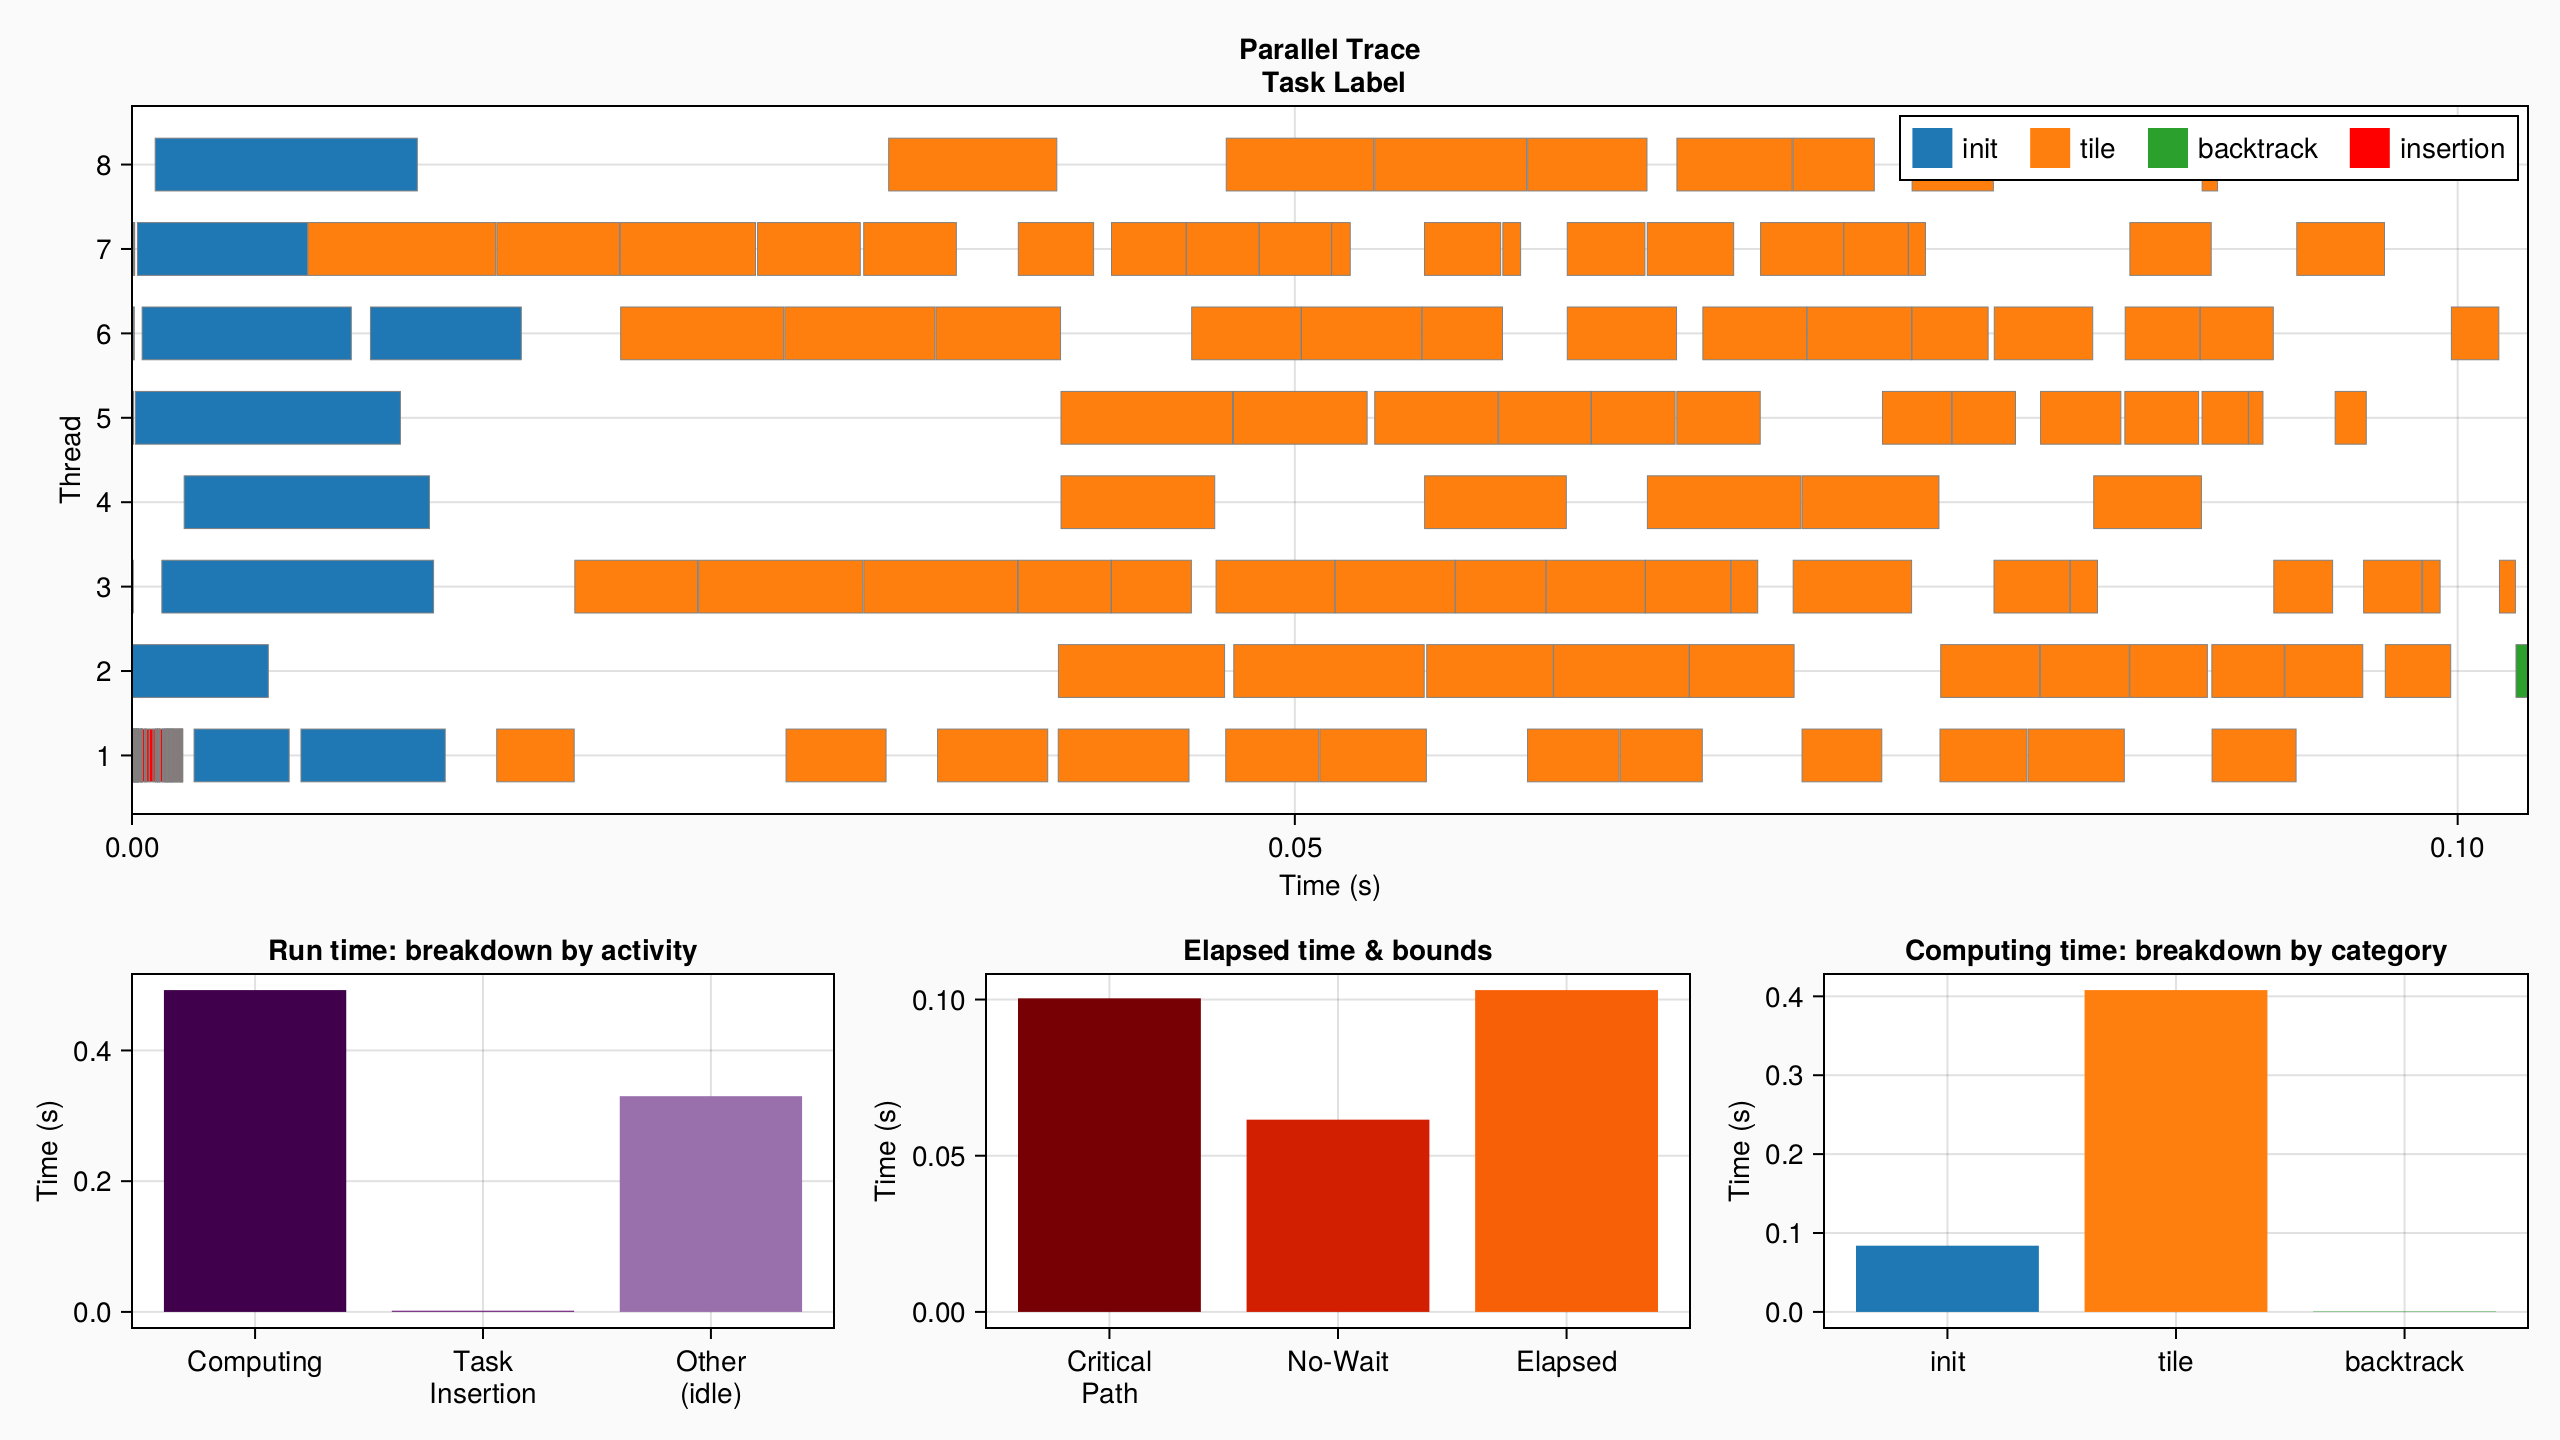 Parallel Trace
Task Label
init tile backtrack insertion
Thread
8
7
6
5
4
3
2
1
0.00 0.05 0.10
Time (s)
Run time: breakdown by activity
Time (s)
0.4
0.2
0.0
Computing Task Insertion Other (idle)
Elapsed time & bounds
Time (s)
0.10
0.05
0.00
Critical Path No-Wait Elapsed
Computing time: breakdown by category
Time (s)
0.4
0.3
0.2
0.1
0.0
init tile backtrack